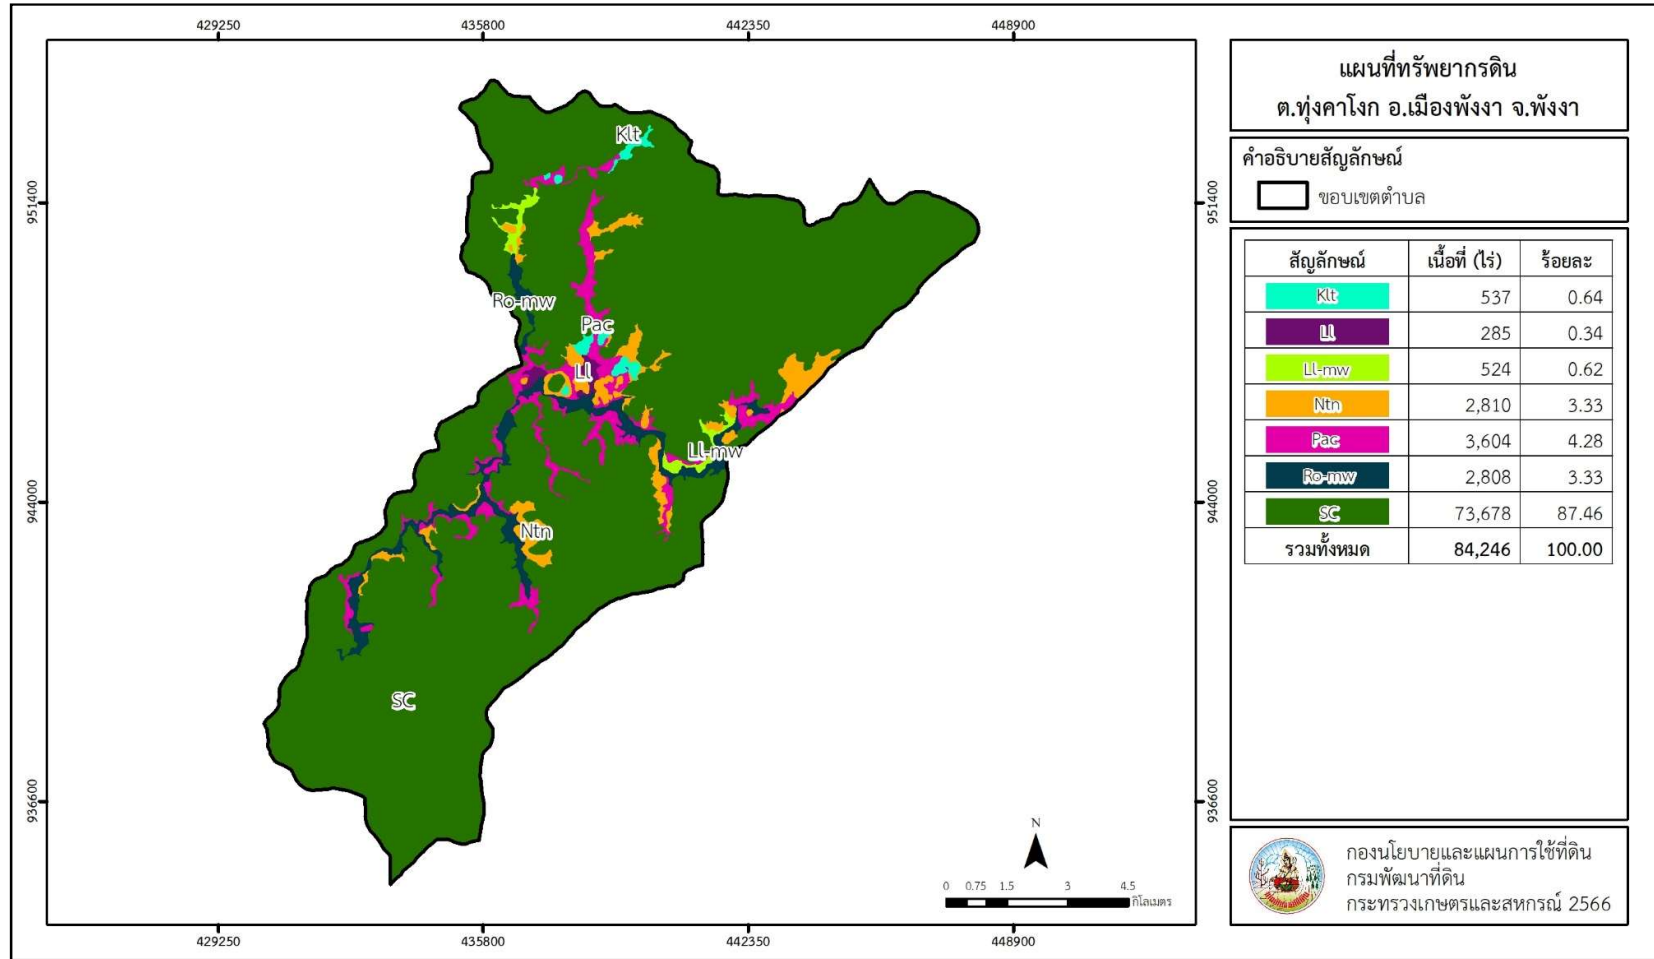 429250 435800 442350 448900
แผนที่ทรัพยากรดิน
ต.ทุ่งคาโงก อ.เมืองพังงา จ.พังงา
คำอธิบายสัญลักษณ์
ขอบเขตตำบล
951400 951400
944000 944000
936600 936600
Klt
Ro-mw
Pac
Ll
Ll-mw
Ntn
SC
สัญลักษณ์ เนื้อที่ (ไร่) ร้อยละ
Klt 537 0.64
Ll 285 0.34
Ll-mw 524 0.62
Ntn 2,810 3.33
Pac 3,604 4.28
Ro-mw 2,808 3.33
SC 73,678 87.46
รวมทั้งหมด 84,246 100.00
N
0 0.75 1.5 3 4.5
กิโลเมตร
กองนโยบายและแผนการใช้ที่ดิน
กรมพัฒนาที่ดิน
กระทรวงเกษตรและสหกรณ์ 2566
429250 435800 442350 448900